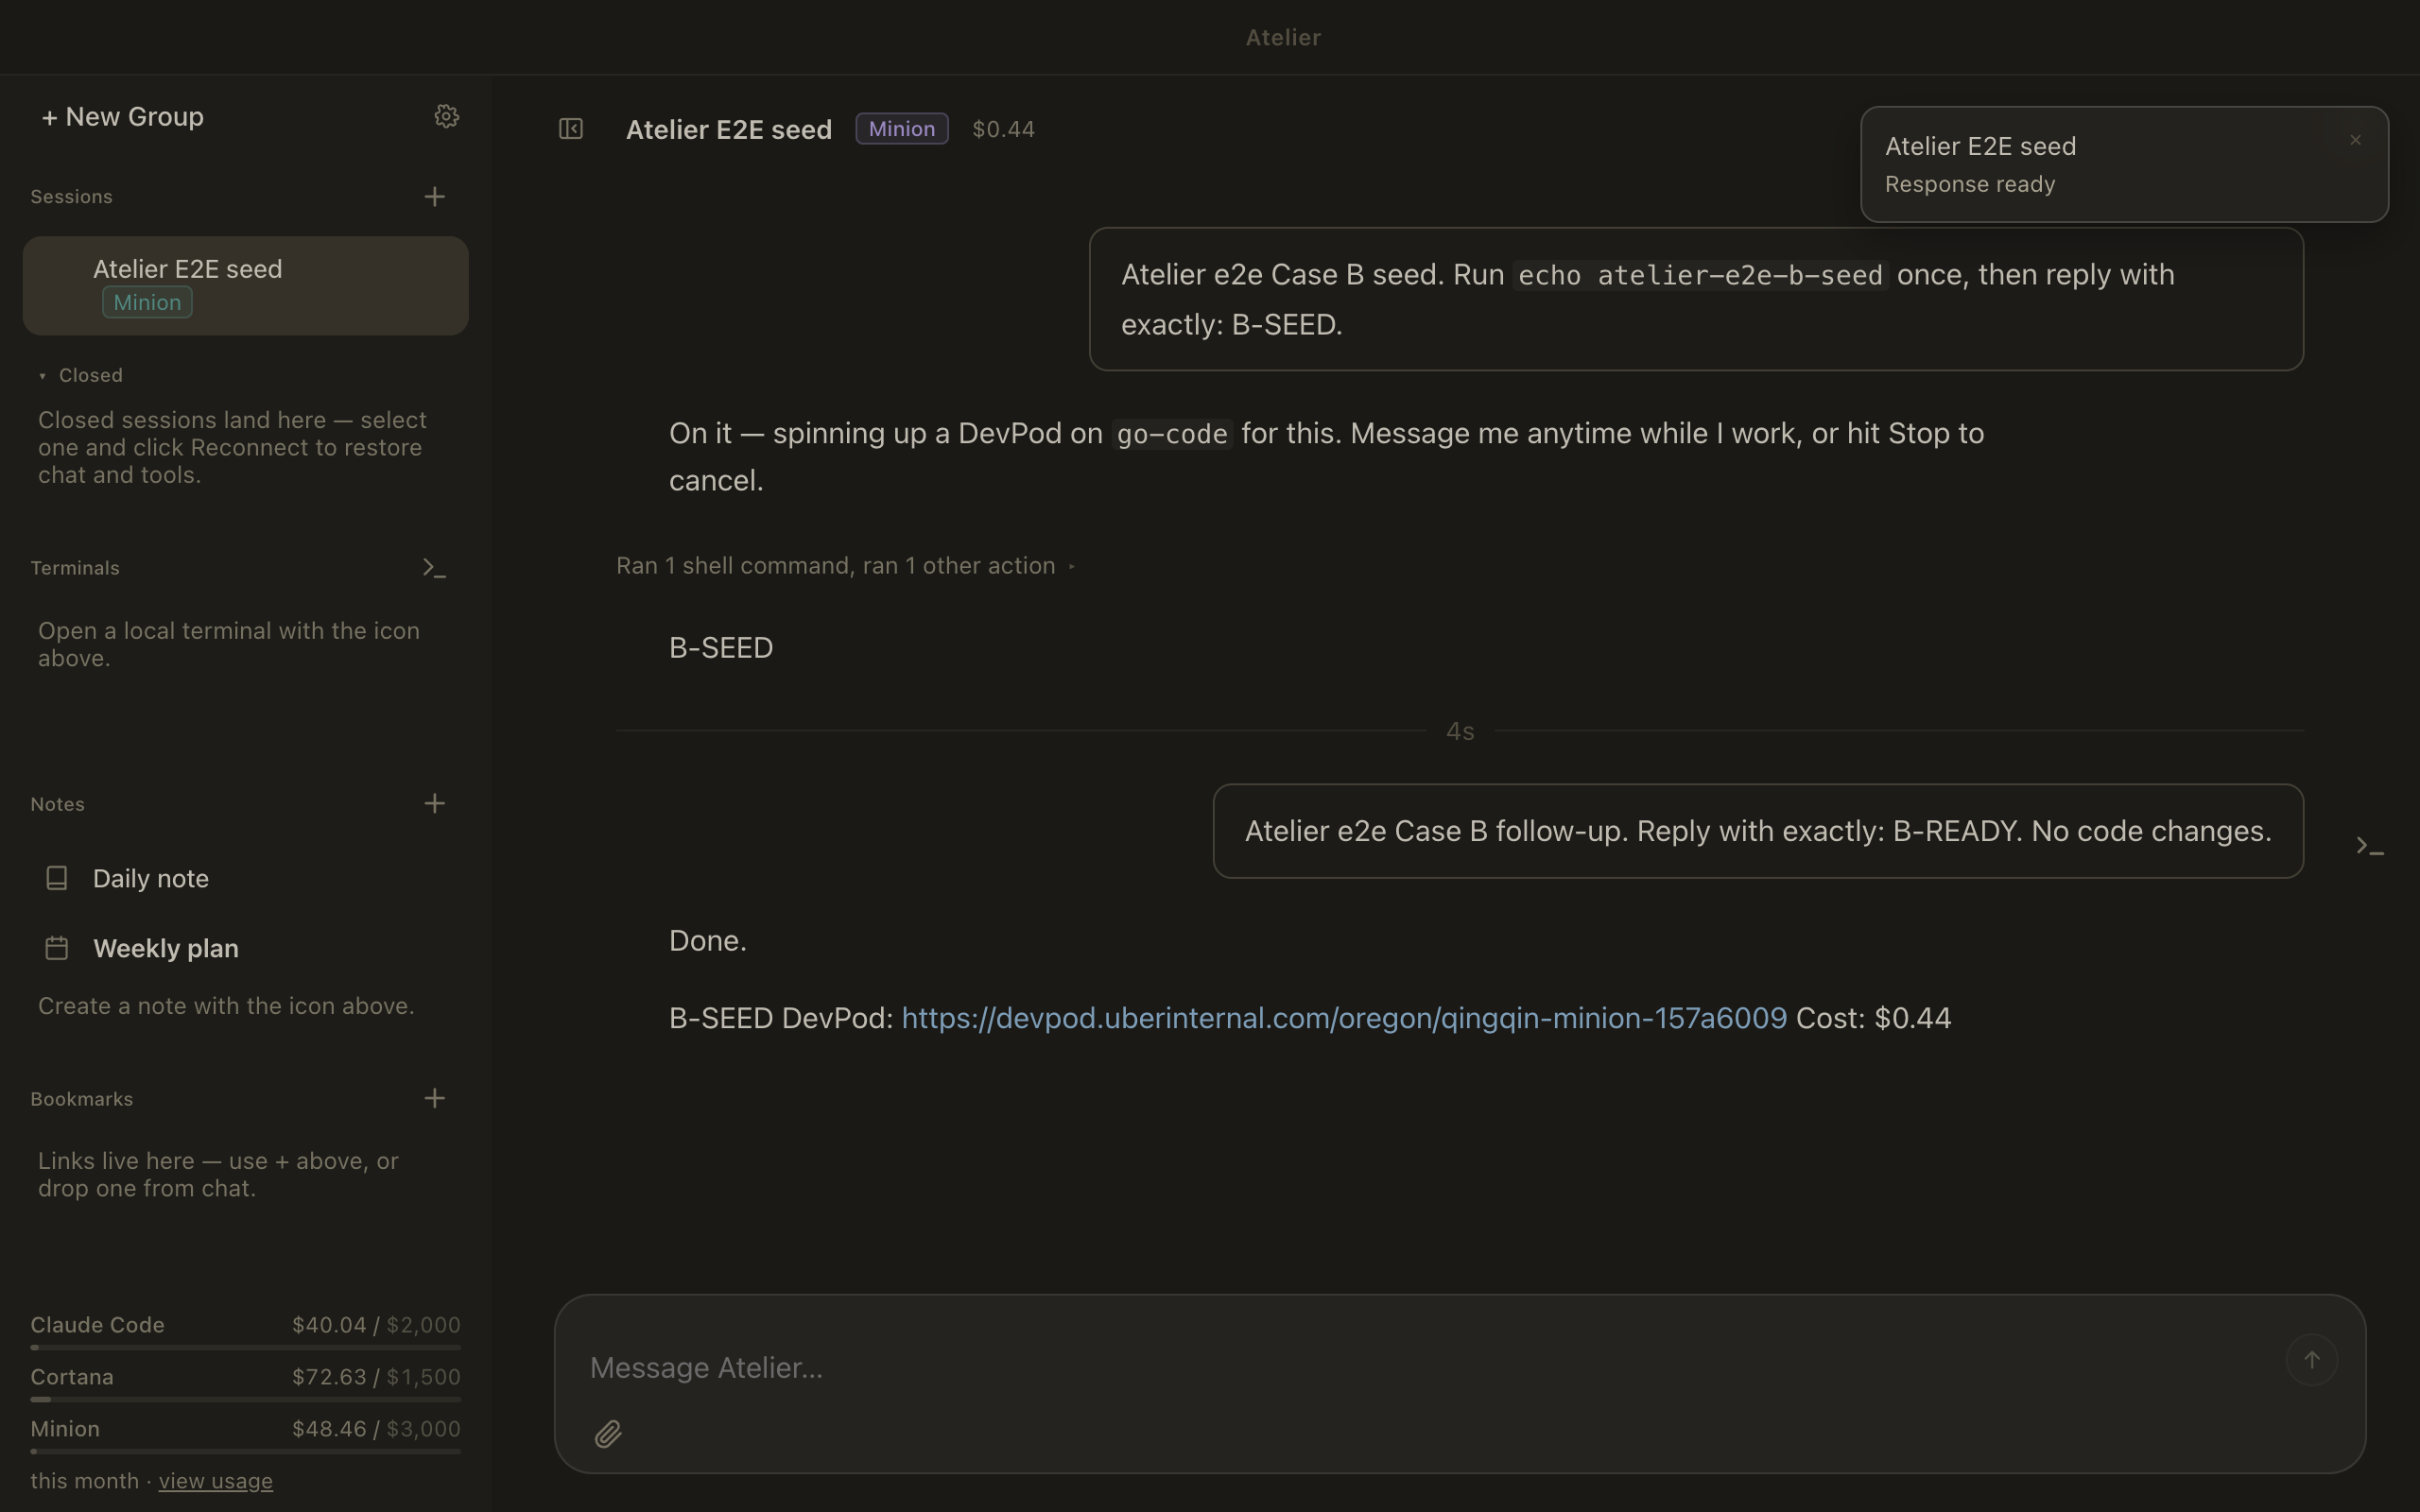 Atelier
+ New Group
Sessions
Atelier E2E seed
Minion
Closed
Closed sessions land here — select
one and click Reconnect to restore
chat and tools.
Terminals
Open a local terminal with the icon
above.
Notes
Daily note
Weekly plan
Create a note with the icon above.
Bookmarks
Links live here — use + above, or
drop one from chat.
Claude Code $40.04 / $2,000
Cortana $72.63 / $1,500
Minion $48.46 / $3,000
this month · view usage
Atelier E2E seed Minion $0.44
Atelier E2E seed
Response ready
Atelier e2e Case B seed. Run echo atelier-e2e-b-seed once, then reply with
exactly: B-SEED.
On it — spinning up a DevPod on go-code for this. Message me anytime while I work, or hit Stop to
cancel.
Ran 1 shell command, ran 1 other action
B-SEED
4s
Atelier e2e Case B follow-up. Reply with exactly: B-READY. No code changes.
Done.
B-SEED DevPod: https://devpod.uberinternal.com/oregon/qingqin-minion-157a6009 Cost: $0.44
Message Atelier...